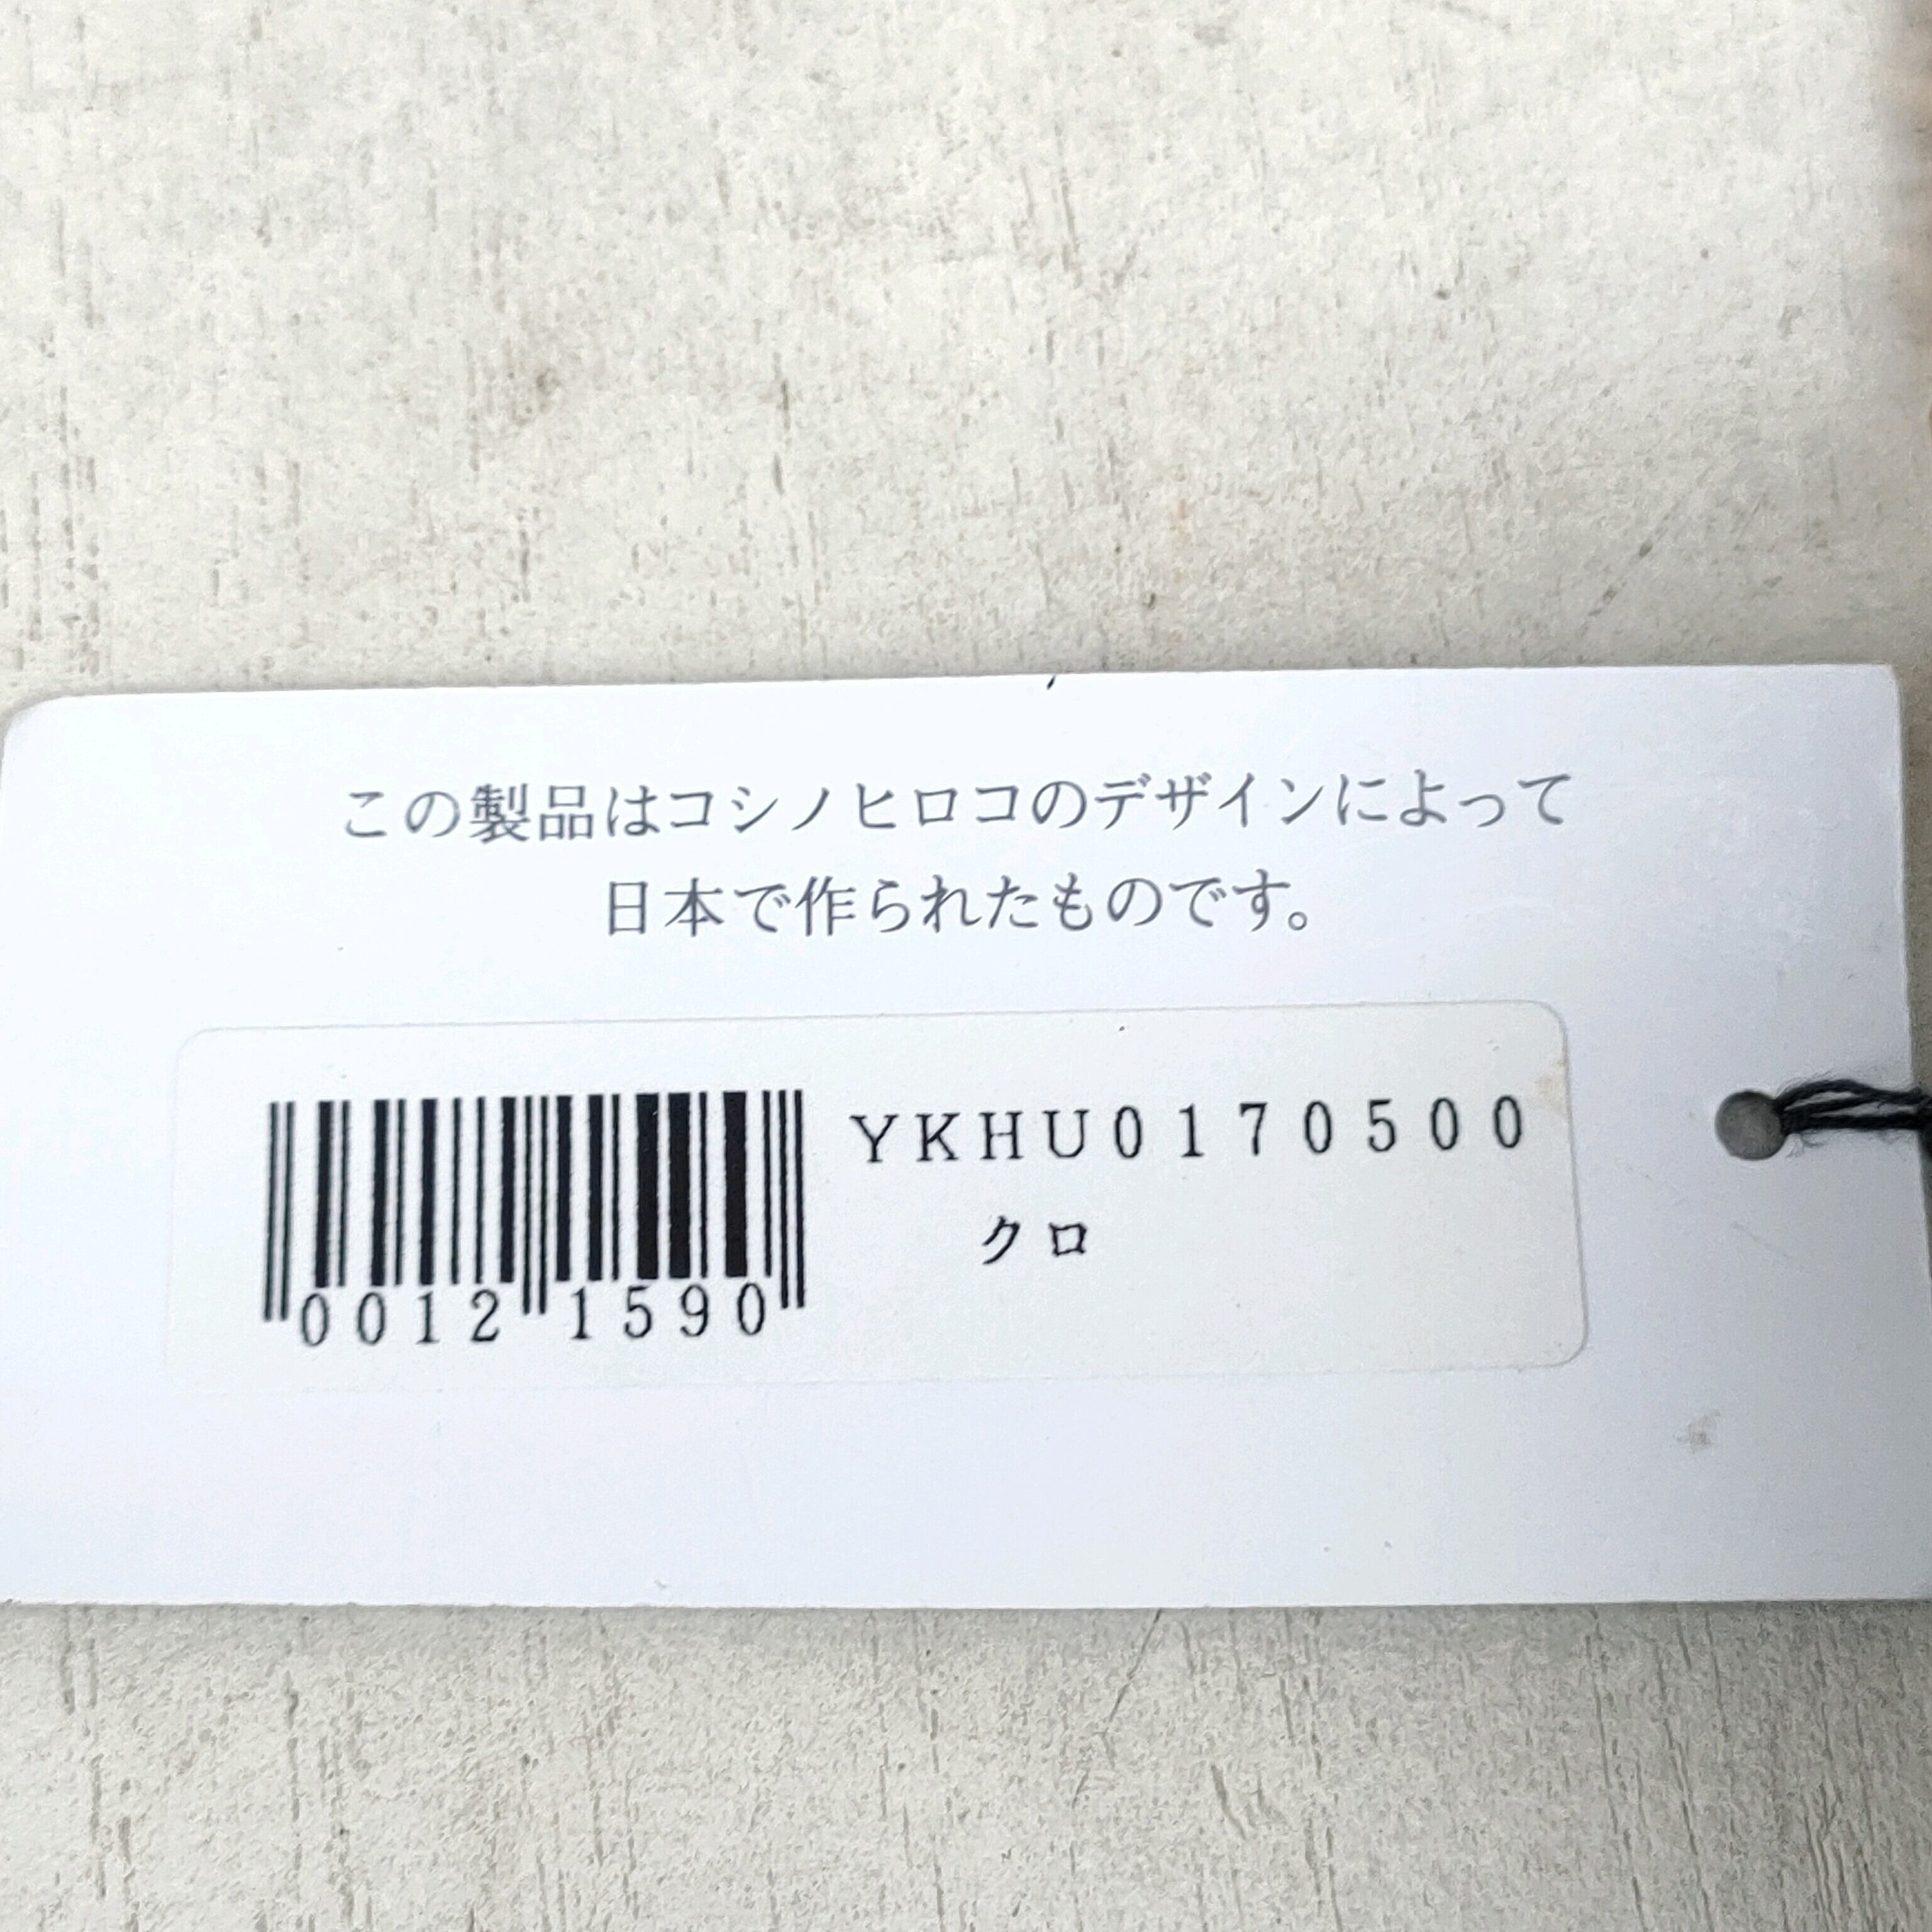 この製品はコシノヒロコのデザインによって
日本で作られたものです。
YKHU0170500
クロ
0012 1590